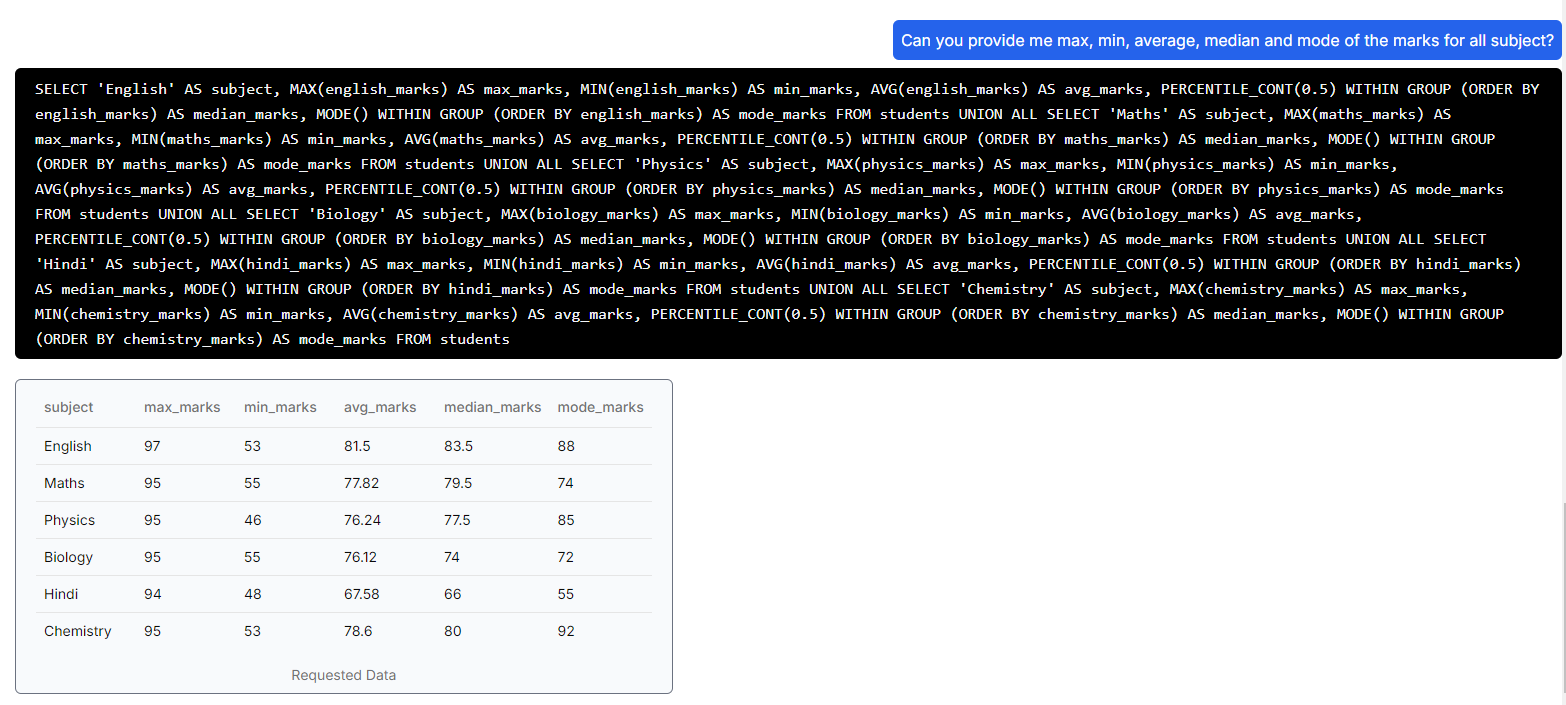 Can you provide me max, min, average, median and mode of the marks for all subject?
SELECT 'English' AS subject, MAX(english_marks) AS max_marks, MIN(english_marks) AS min_marks, AVG(english_marks) AS avg_marks, PERCENTILE_CONT(0.5) WITHIN GROUP (ORDER BY
english_marks) AS median_marks, MODE() WITHIN GROUP (ORDER BY english_marks) AS mode_marks FROM students UNION ALL SELECT 'Maths' AS subject, MAX(maths_marks) AS
max_marks, MIN(maths_marks) AS min_marks, AVG(maths_marks) AS avg_marks, PERCENTILE_CONT(0.5) WITHIN GROUP (ORDER BY maths_marks) AS median_marks, MODE() WITHIN GROUP
(ORDER BY maths_marks) AS mode_marks FROM students UNION ALL SELECT 'Physics' AS subject, MAX(physics_marks) AS max_marks, MIN(physics_marks) AS min_marks,
AVG(physics_marks) AS avg_marks, PERCENTILE_CONT(0.5) WITHIN GROUP (ORDER BY physics_marks) AS median_marks, MODE() WITHIN GROUP (ORDER BY physics_marks) AS mode_marks
FROM students UNION ALL SELECT 'Biology' AS subject, MAX(biology_marks) AS max_marks, MIN(biology_marks) AS min_marks, AVG(biology_marks) AS avg_marks,
PERCENTILE_CONT(0.5) WITHIN GROUP (ORDER BY biology_marks) AS median_marks, MODE() WITHIN GROUP (ORDER BY biology_marks) AS mode_marks FROM students UNION ALL SELECT
'Hindi' AS subject, MAX(hindi_marks) AS max_marks, MIN(hindi_marks) AS min_marks, AVG(hindi_marks) AS avg_marks, PERCENTILE_CONT(0.5) WITHIN GROUP (ORDER BY hindi_marks)
AS median_marks, MODE() WITHIN GROUP (ORDER BY hindi_marks) AS mode_marks FROM students UNION ALL SELECT 'Chemistry' AS subject, MAX(chemistry_marks) AS max_marks,
MIN(chemistry_marks) AS min_marks, AVG(chemistry_marks) AS avg_marks, PERCENTILE_CONT(0.5) WITHIN GROUP (ORDER BY chemistry_marks) AS median_marks, MODE() WITHIN GROUP
(ORDER BY chemistry_marks) AS mode_marks FROM students
subject max_marks min_marks avg_marks median_marks mode_marks
English 97 53 81.5 83.5 88
Maths 95 55 77.82 79.5 74
Physics 95 46 76.24 77.5 85
Biology 95 55 76.12 74 72
Hindi 94 48 67.58 66 55
Chemistry 95 53 78.6 80 92
Requested Data